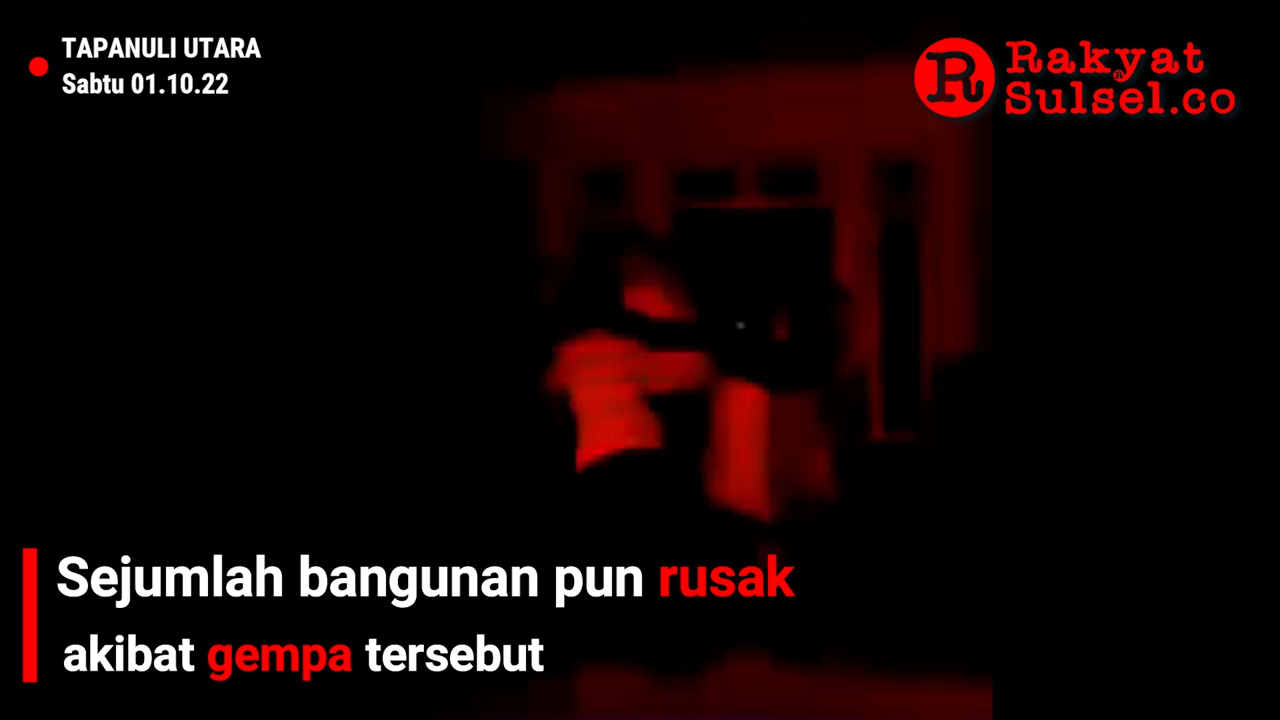 TAPANULI UTARA
Sabtu 01.10.22
R Rakyat
Sulsel.co
Sejumlah bangunan pun rusak
akibat gempa tersebut